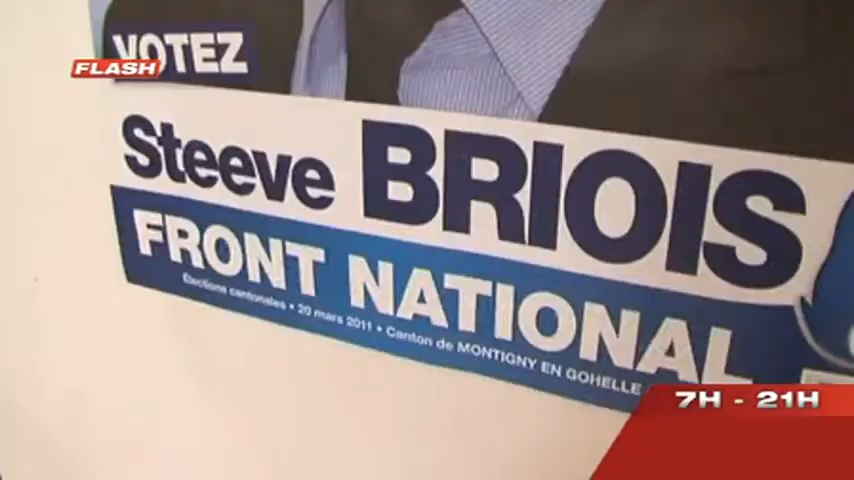 VOTEZ
FLASH
Steeve BRIOIS
FRONT NATIONAL
Élections cantonales • 20 mars 2011 • Canton de MONTIGNY EN GOHELLE
7H - 21H